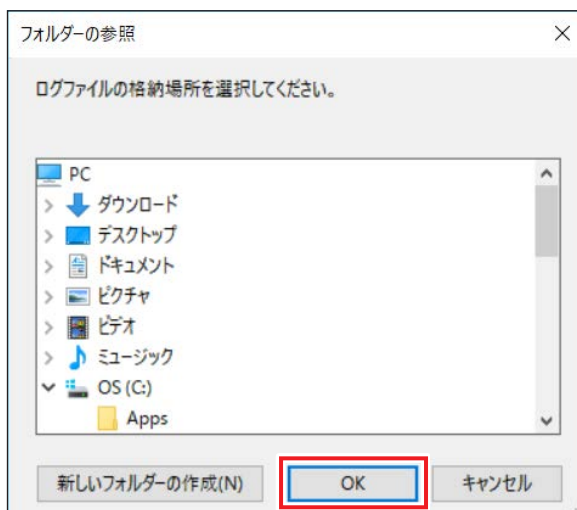 フォルダーの参照
ログファイルの格納場所を選択してください。
PC
ダウンロード
デスクトップ
ドキュメント
ピクチャ
ビデオ
ミュージック
OS (C:)
Apps
新しいフォルダーの作成(N) OK キャンセル